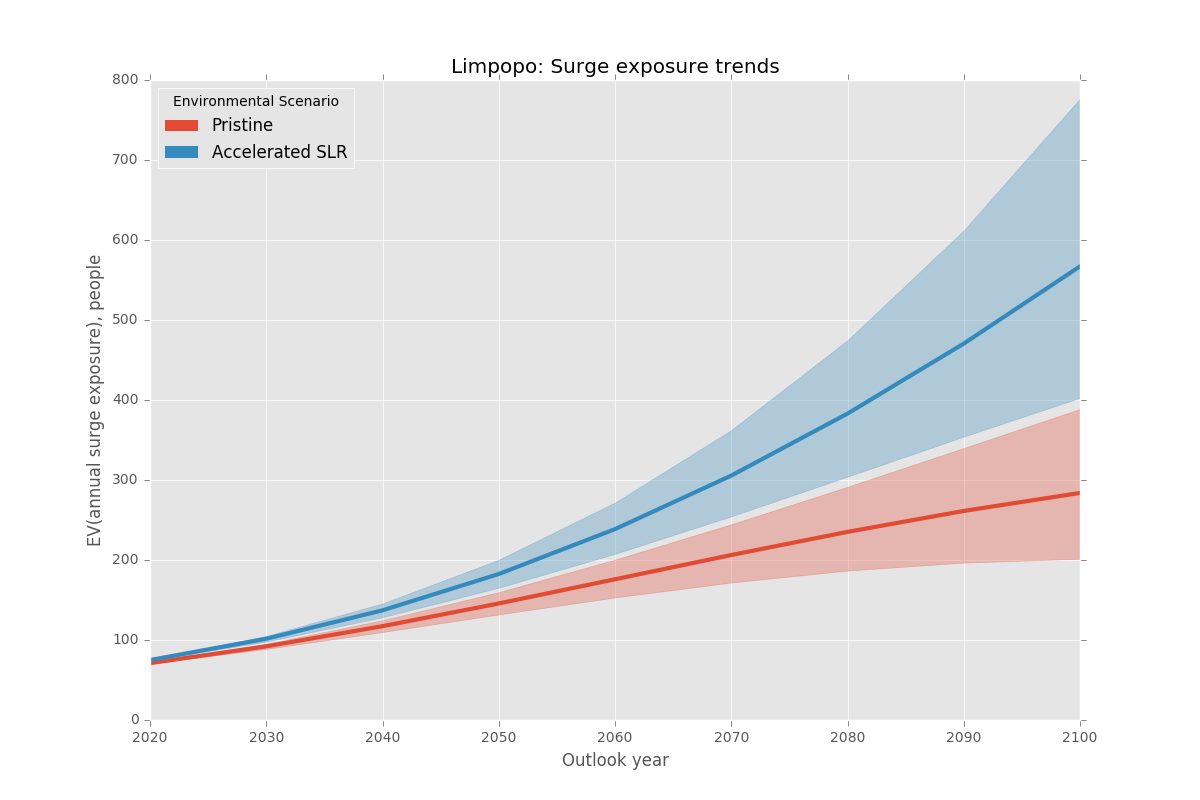 Limpopo: Surge exposure trends
Environmental Scenario
Pristine
Accelerated SLR
EV(annual surge exposure), people
800
700
600
500
400
300
200
100
0
2020 2030 2040 2050 2060 2070 2080 2090 2100
Outlook year